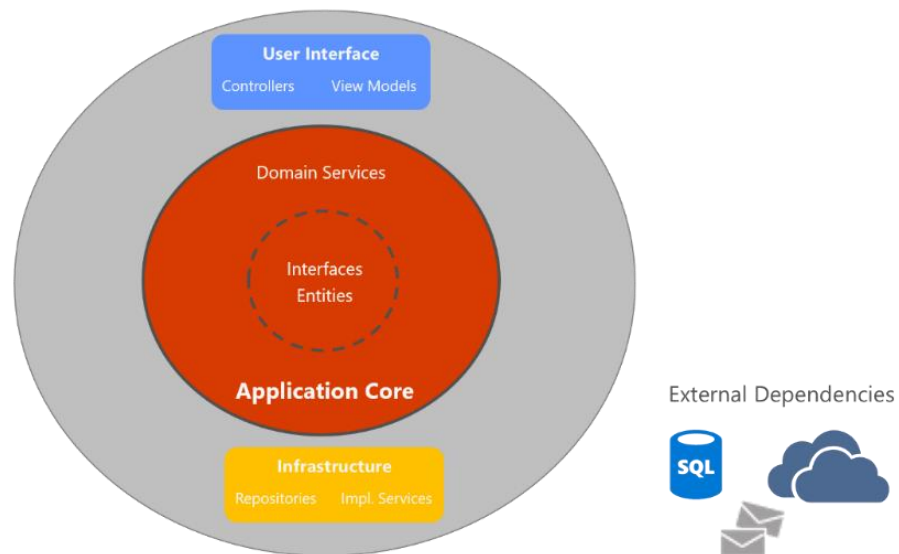 User Interface
Controllers View Models
Domain Services
Interfaces
Entities
Application Core
Infrastructure
Repositories Impl. Services
External Dependencies
SQL